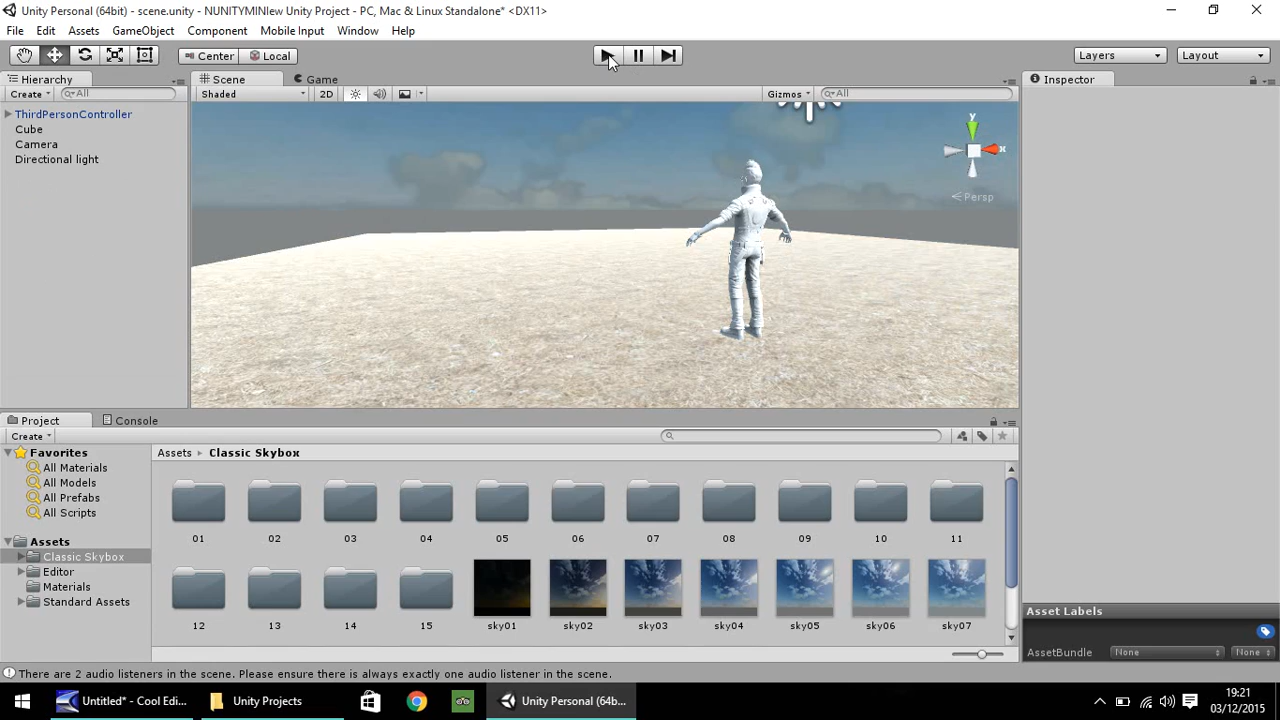 Unity Personal (64bit) - scene.unity - NUNITYMINlew Unity Project - PC, Mac & Linux Standalone* <DX11>
File Edit Assets GameObject Component Mobile Input Window Help
Center Local Layers Layout
Hierarchy Scene Game Inspector
Create All Shaded 2D Gizmos All
ThirdPersonController
Cube
Camera
Directional light
y
x
Persp
Project Console
Create
Favorites Assets Classic Skybox
All Materials
All Models
All Prefabs
All Scripts
01 02 03 04 05 06 07 08 09 10 11
Assets
Classic Skybox
Editor
Materials
Standard Assets
12 13 14 15 sky01 sky02 sky03 sky04 sky05 sky06 sky07
Asset Labels
AssetBundle None None
There are 2 audio listeners in the scene. Please ensure there is always exactly one audio listener in the scene.
Untitled* - Cool Edi... Unity Projects Unity Personal (64b...
19:21
03/12/2015